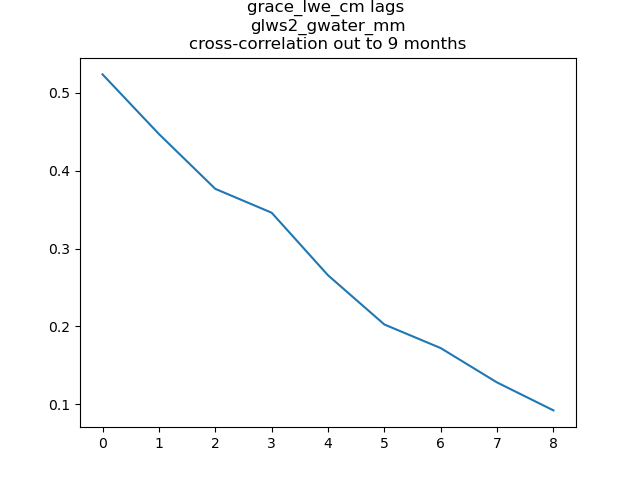 grace_lwe_cm lags
glws2_gwater_mm
cross-correlation out to 9 months
0.5
0.4
0.3
0.2
0.1
0 1 2 3 4 5 6 7 8